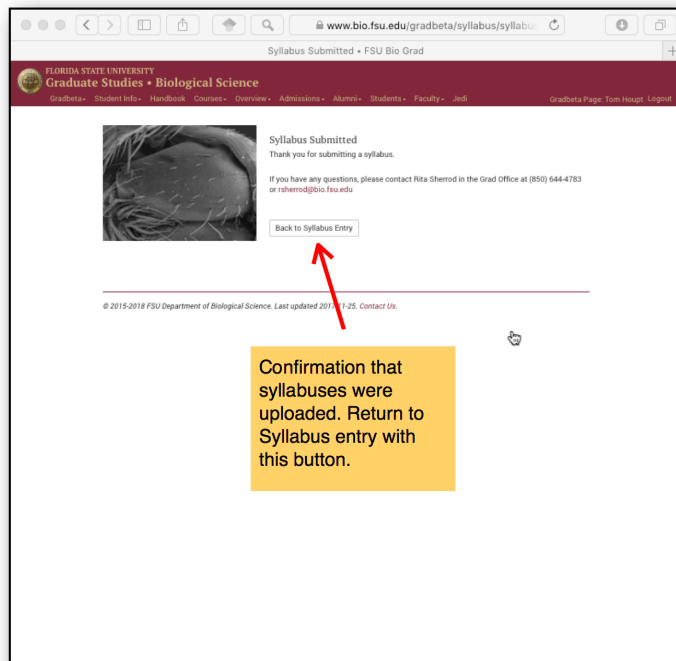 www.bio.fsu.edu/gradbeta/syllabus/syllabu
Syllabus Submitted • FSU Bio Grad
FLORIDA STATE UNIVERSITY
Graduate Studies • Biological Science
Gradbeta Student Info Handbook Courses Overview Admissions Alumni Students Faculty Jedi Gradbeta Page: Tom Houpt Logout
Syllabus Submitted
Thank you for submitting a syllabus.
If you have any questions, please contact Rita Sherrod in the Grad Office at (850) 644-4783
or rsherrod@bio.fsu.edu
Back to Syllabus Entry
© 2015-2018 FSU Department of Biological Science. Last updated 2017-11-25. Contact Us.
Confirmation that
syllabuses were
uploaded. Return to
Syllabus entry with
this button.